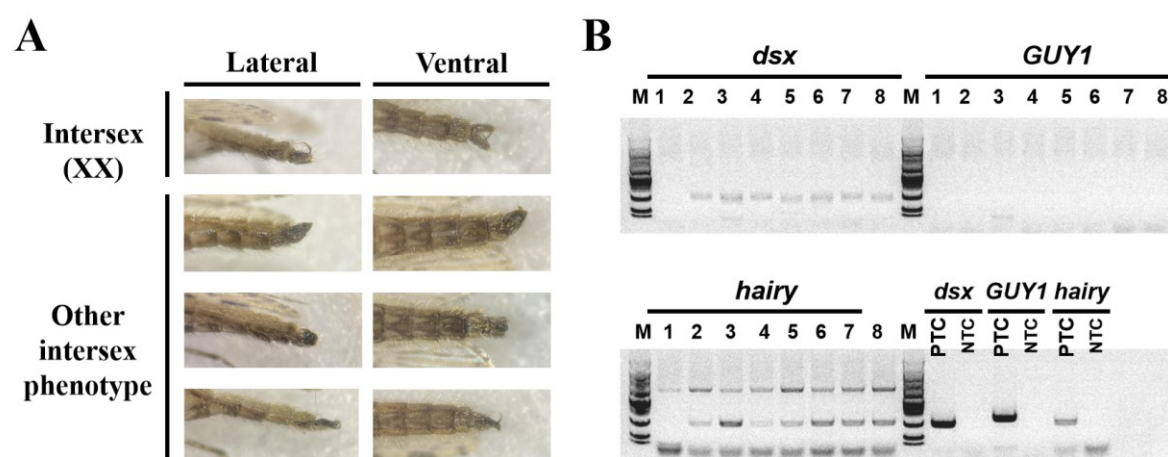 A
Lateral Ventral
Intersex
(XX)
Other
intersex
phenotype
B
dsx GUY1
M 1 2 3 4 5 6 7 8 M 1 2 3 4 5 6 7 8
hairy dsx GUY1 hairy
M 1 2 3 4 5 6 7 8 M PTC NTC PTC NTC PTC NTC